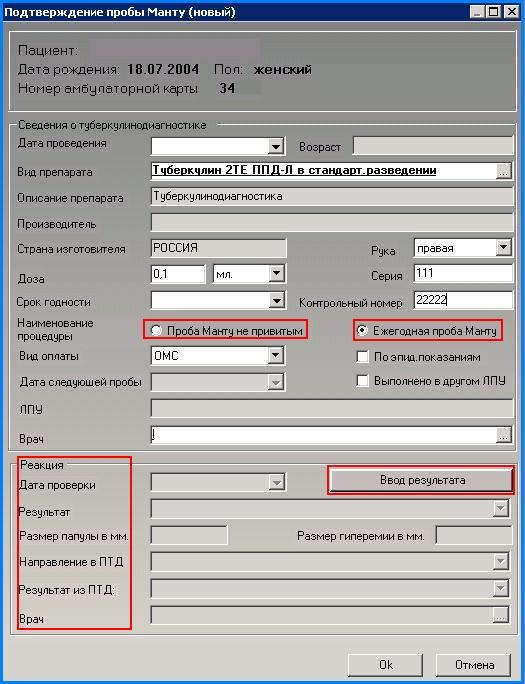 Подтверждение пробы Манту (новый)
Пациент:
Дата рождения: 18.07.2004 Пол: женский
Номер амбулаторной карты 34
Сведения о туберкулинодиагностике
Дата проведения Возраст
Вид препарата Туберкулин 2ТЕ ППД-Л в стандарт.разведении ...
Описание препарата Туберкулинодиагностика
Производитель
Страна изготовителя РОССИЯ Рука правая
Доза 0,1 мл. Серия 111
Срок годности Контрольный номер 22222
Наименование процедуры Проба Манту не привитым Ежегодная проба Манту
Вид оплаты ОМС По эпид.показаниям
Дата следующей пробы Выполнено в другом ЛПУ
ЛПУ
Врач ! ...
Реакция
Дата проверки Ввод результата
Результат
Размер папулы в мм. Размер гиперемии в мм.
Направление в ПТД
Результат из ПТД:
Врач ...
Ok Отмена